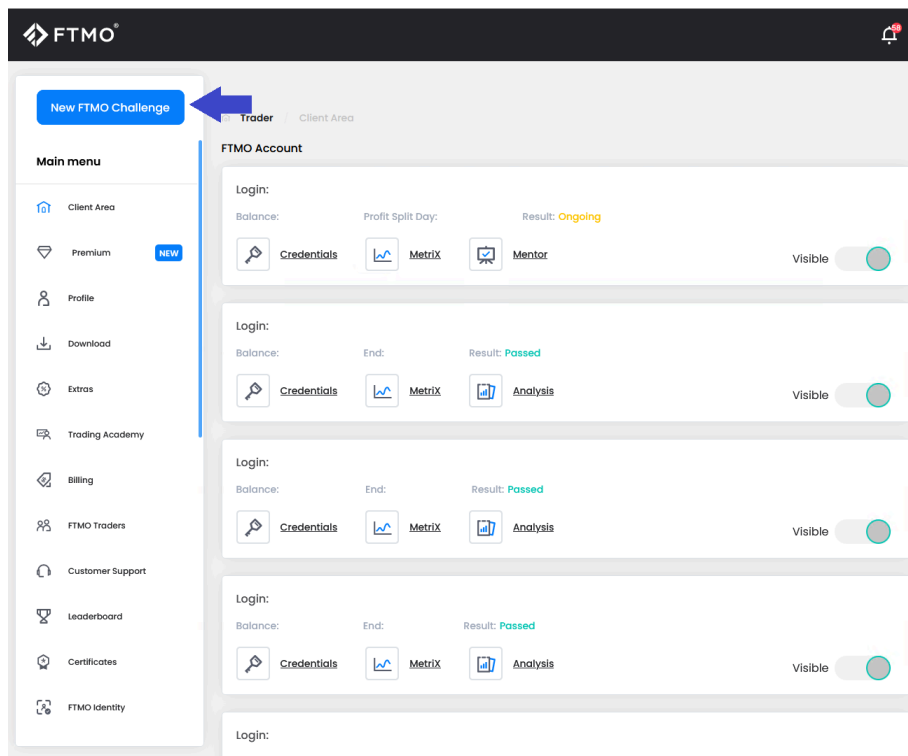 FTMO®
58
New FTMO Challenge
Main menu
Client Area
Premium NEW
Profile
Download
Extras
Trading Academy
Billing
FTMO Traders
Customer Support
Leaderboard
Certificates
FTMO Identity
Trader / Client Area
FTMO Account
Login:
Balance: Profit Split Day: Result: Ongoing
Credentials MetriX Mentor Visible
Login:
Balance: End: Result: Passed
Credentials MetriX Analysis Visible
Login:
Balance: End: Result: Passed
Credentials MetriX Analysis Visible
Login:
Balance: End: Result: Passed
Credentials MetriX Analysis Visible
Login: